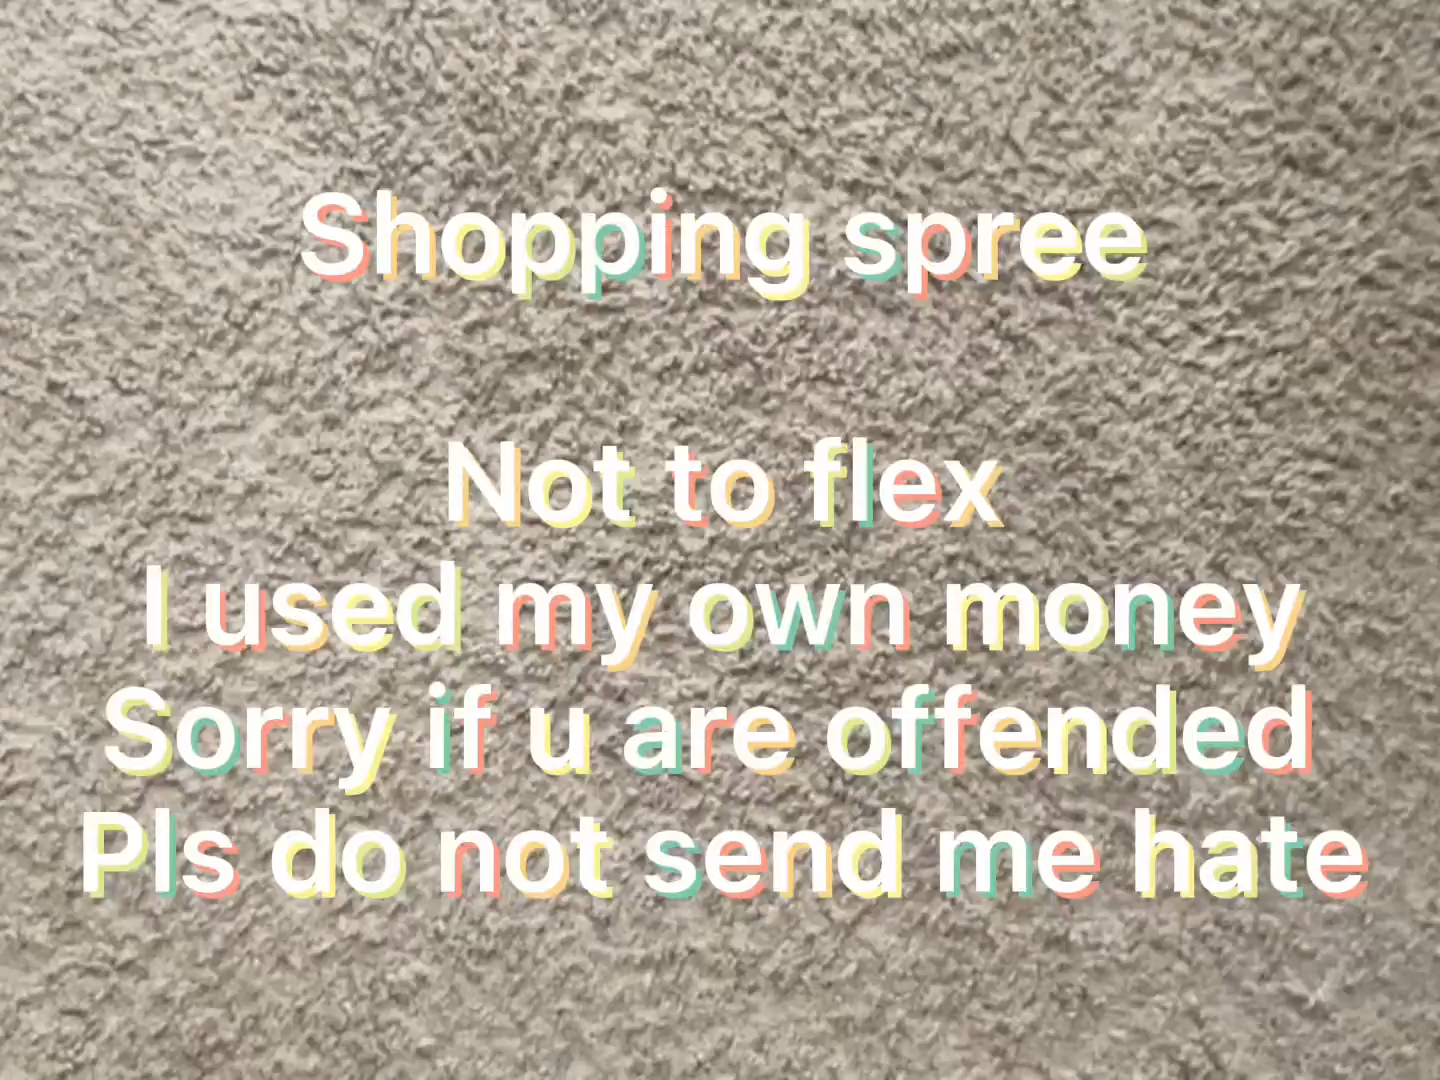 Shopping spree
Not to flex
I used my own money
Sorry if u are offended
Pls do not send me hate